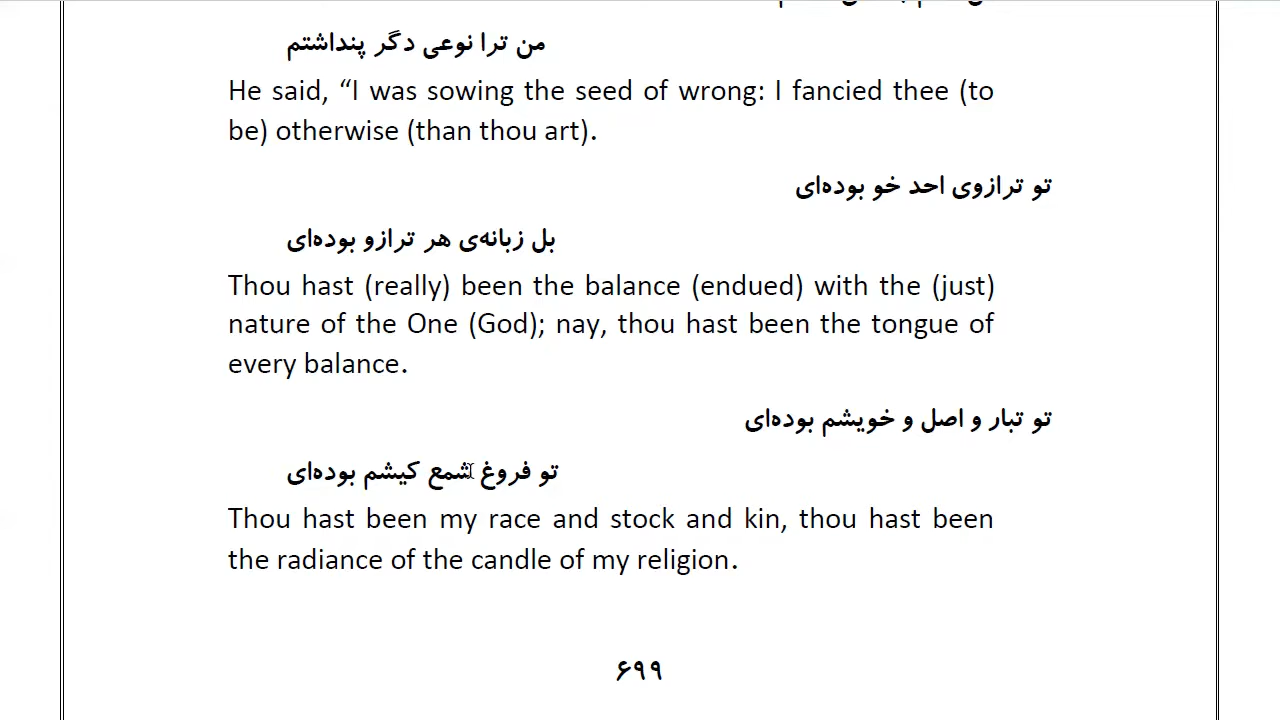 من ترا نوعی دگر پنداشتم
He said, “I was sowing the seed of wrong: I fancied thee (to
be) otherwise (than thou art).
تو ترازوی احد خو بوده‌ای
بل زبانه‌ی هر ترازو بوده‌ای
Thou hast (really) been the balance (endued) with the (just)
nature of the One (God); nay, thou hast been the tongue of
every balance.
تو تبار و اصل و خویشم بوده‌ای
تو فروغ شمع کیشم بوده‌ای
Thou hast been my race and stock and kin, thou hast been
the radiance of the candle of my religion.
۶۹۹